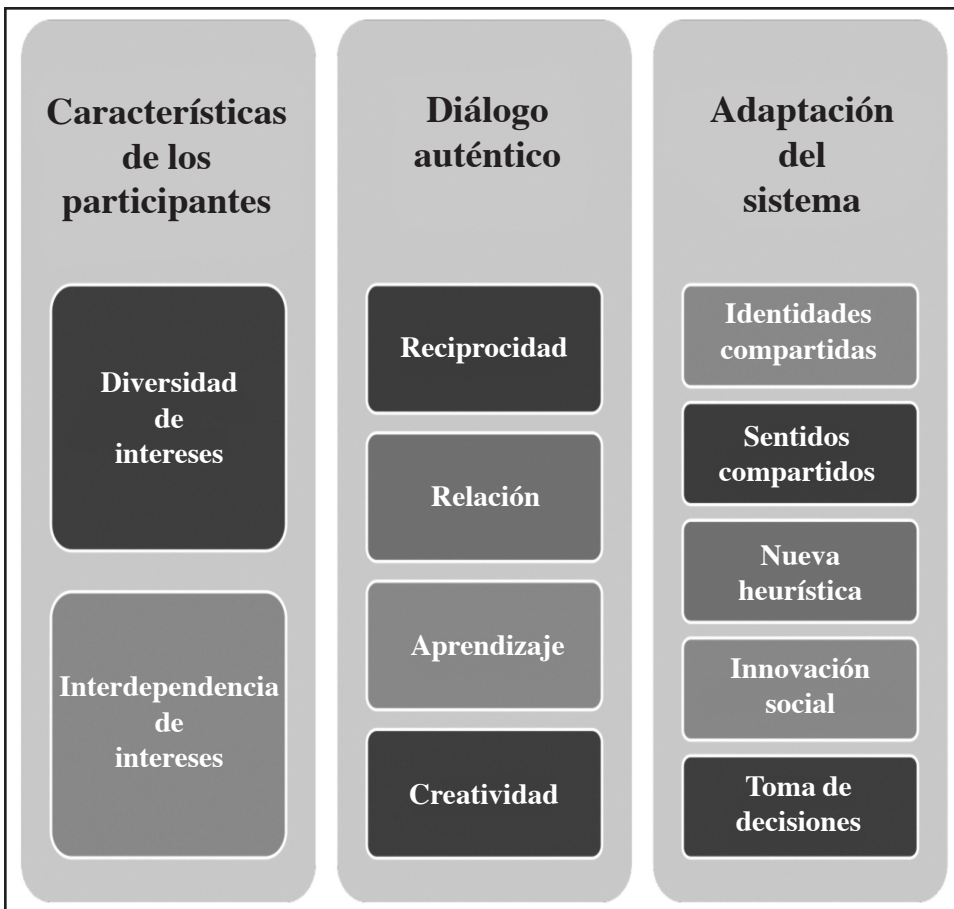 Característícas
de los
participantes
Diversidad
de
intereses
Interdependencia
de
intereses
Diálogo
auténtico
Reciprocidad
Relación
Aprendizaje
Creatividad
Adaptación
del
sistema
Identidades
compartidas
Sentidos
compartidos
Nueva
heurística
Innovación
social
Toma de
decisiones